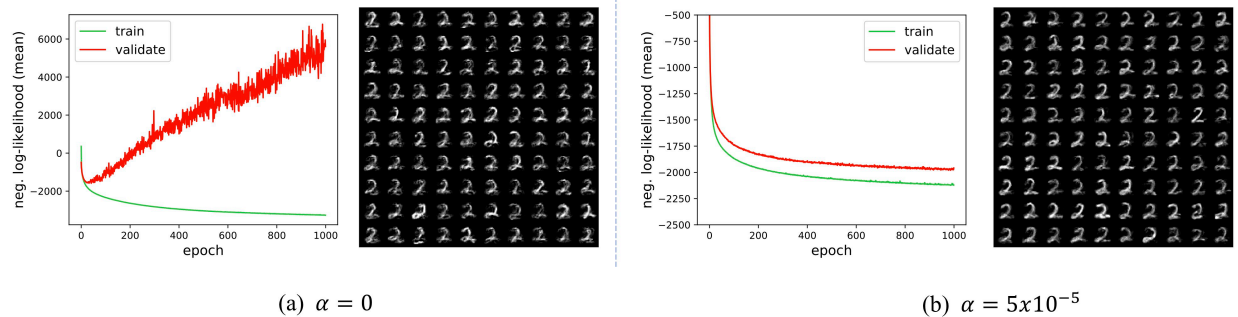 neg. log-likelihood (mean)
6000
4000
2000
0
−2000
train
validate
0
200
400
600
800
1000
epoch
(a) α = 0
neg. log-likelihood (mean)
−500
−750
−1000
−1250
−1500
−1750
−2000
−2250
−2500
train
validate
0
200
400
600
800
1000
epoch
(b) α = 5x10⁻⁵